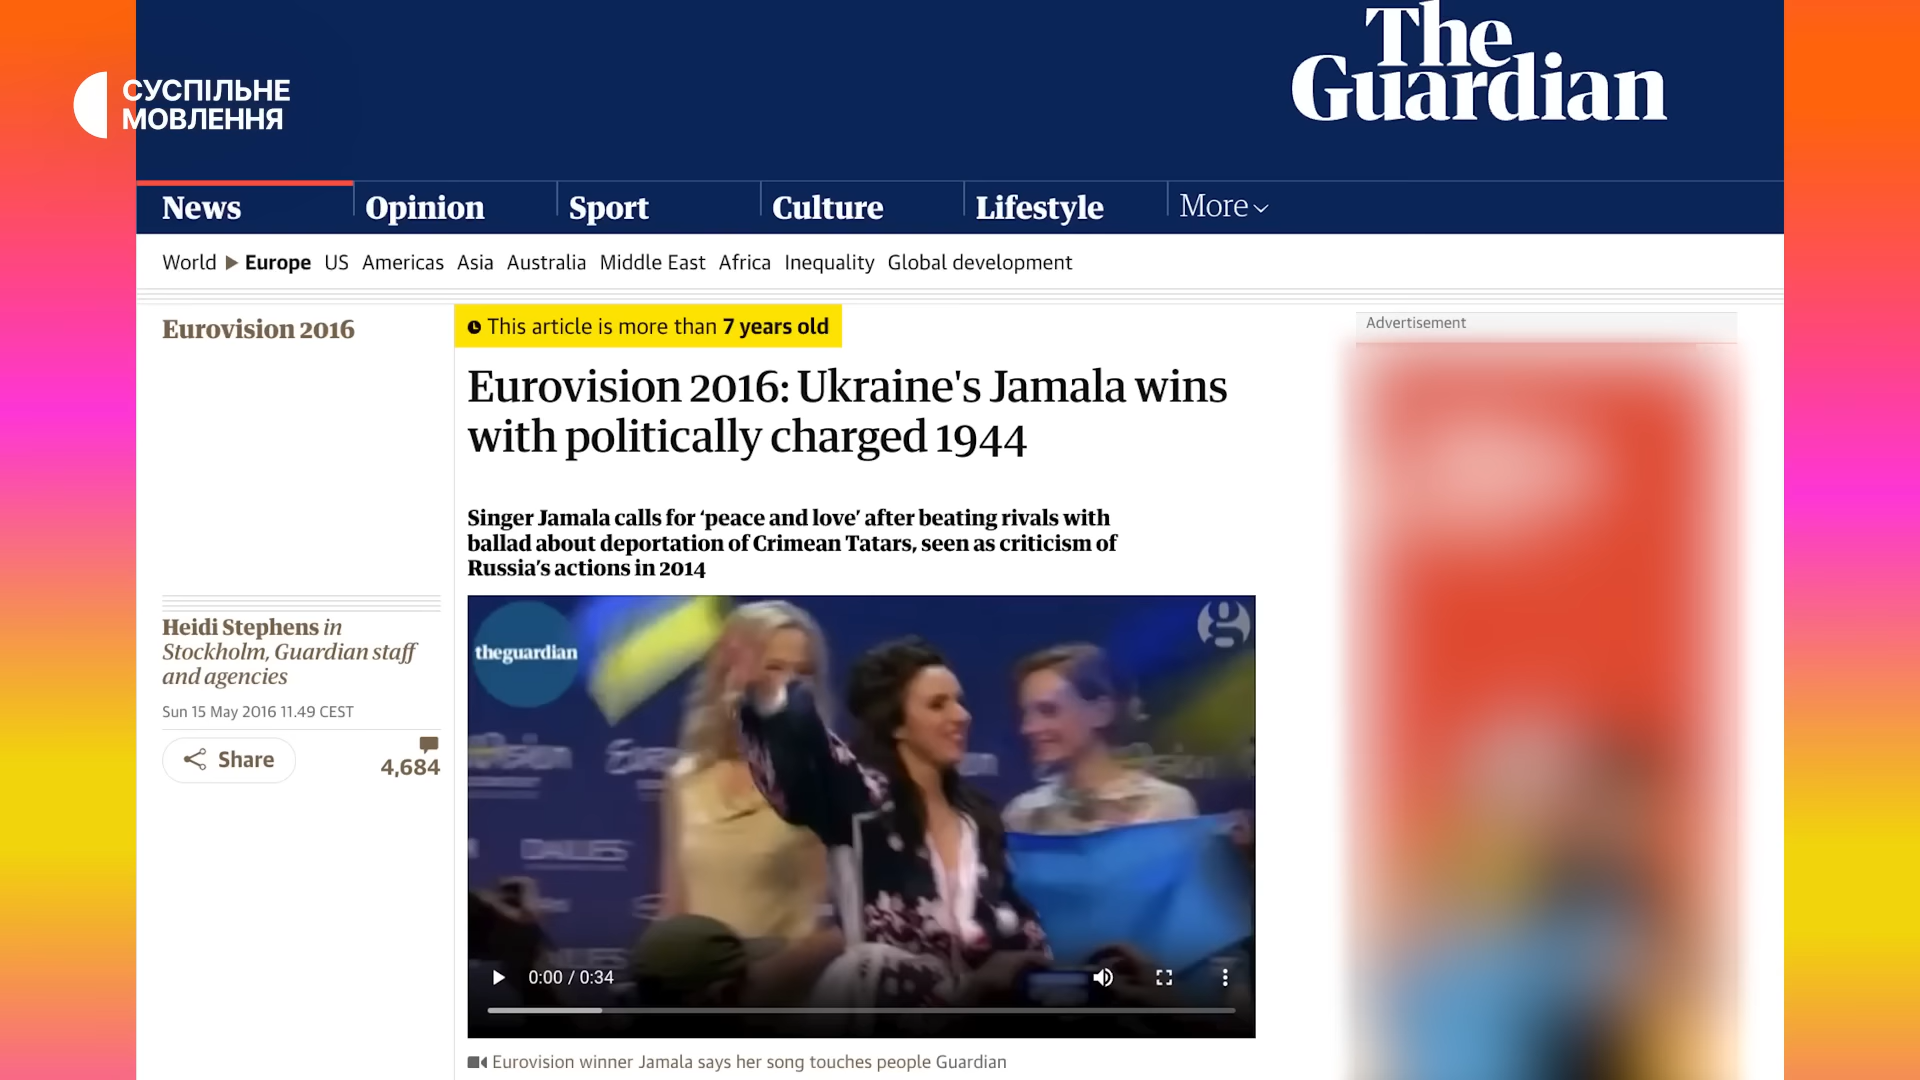 The
Guardian
СУСПІЛЬНЕ
МОВЛЕННЯ
News Opinion Sport Culture Lifestyle More
World Europe US Americas Asia Australia Middle East Africa Inequality Global development
Eurovision 2016
This article is more than 7 years old
Advertisement
Eurovision 2016: Ukraine's Jamala wins
with politically charged 1944
Singer Jamala calls for ‘peace and love’ after beating rivals with
ballad about deportation of Crimean Tatars, seen as criticism of
Russia’s actions in 2014
Heidi Stephens in
Stockholm, Guardian staff
and agencies
Sun 15 May 2016 11.49 CEST
Share
4,684
theguardian
g
0:00 / 0:34
Eurovision winner Jamala says her song touches people Guardian